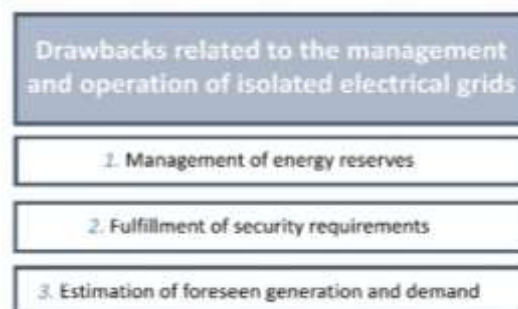 Drawbacks related to the management
and operation of isolated electrical grids
1. Management of energy reserves
2. Fulfillment of security requirements
3. Estimation of foreseen generation and demand